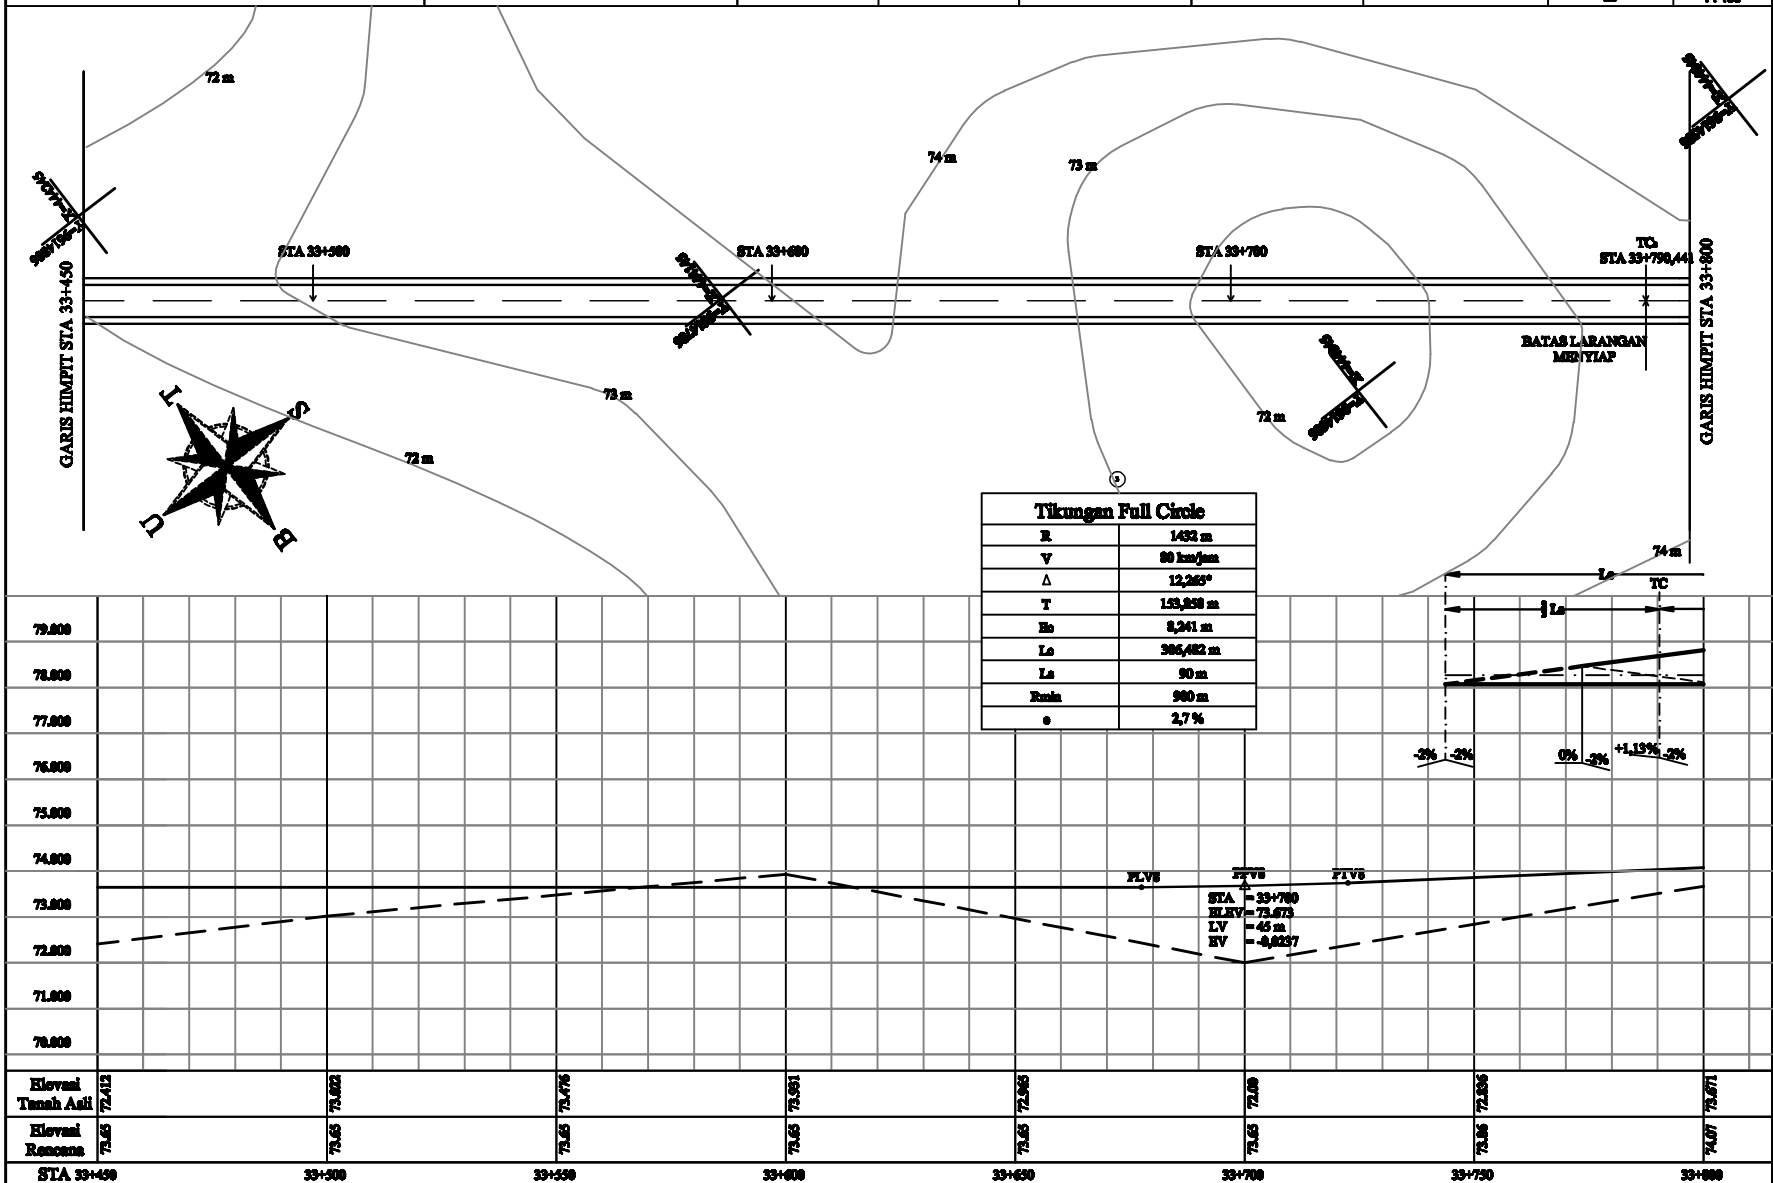 72 m
74 m
73 m
STA 33+500
STA 33+600
STA 33+700
STA 33+790,441
GARIS HIMPIT STA 33+450
GARIS HIMPIT STA 33+800
BATAS LARANGAN
MENYIAP
T
S
U
B
73 m
72 m
72 m
74 m
Tikungan Full Circle
R 1432 m
V 80 km/jam
Δ 12,265°
T
Ec 8,241 m
Lc 306,482 m
Ls 90 m
Rmin 900 m
e 2,7 %
Ls
TC
Ls
-2% -2%
0% -2%
+1.13% -2%
79.000
78.000
77.000
76.000
75.000
74.000
73.000
72.000
71.000
70.000
PLV8
PPV8
PTV8
STA = 33+700
ELEV = 73.673
LV = 45 m
EV = -0,0237
Elevasi
Tanah Asli
72.412
73.022
73.476
73.931
72.965
72.00
72.836
73.671
Elevasi
Rencana
73.65
73.65
73.65
73.65
73.65
73.65
73.86
74.07
STA 33+450 33+500 33+550 33+600 33+650 33+700 33+750 33+800